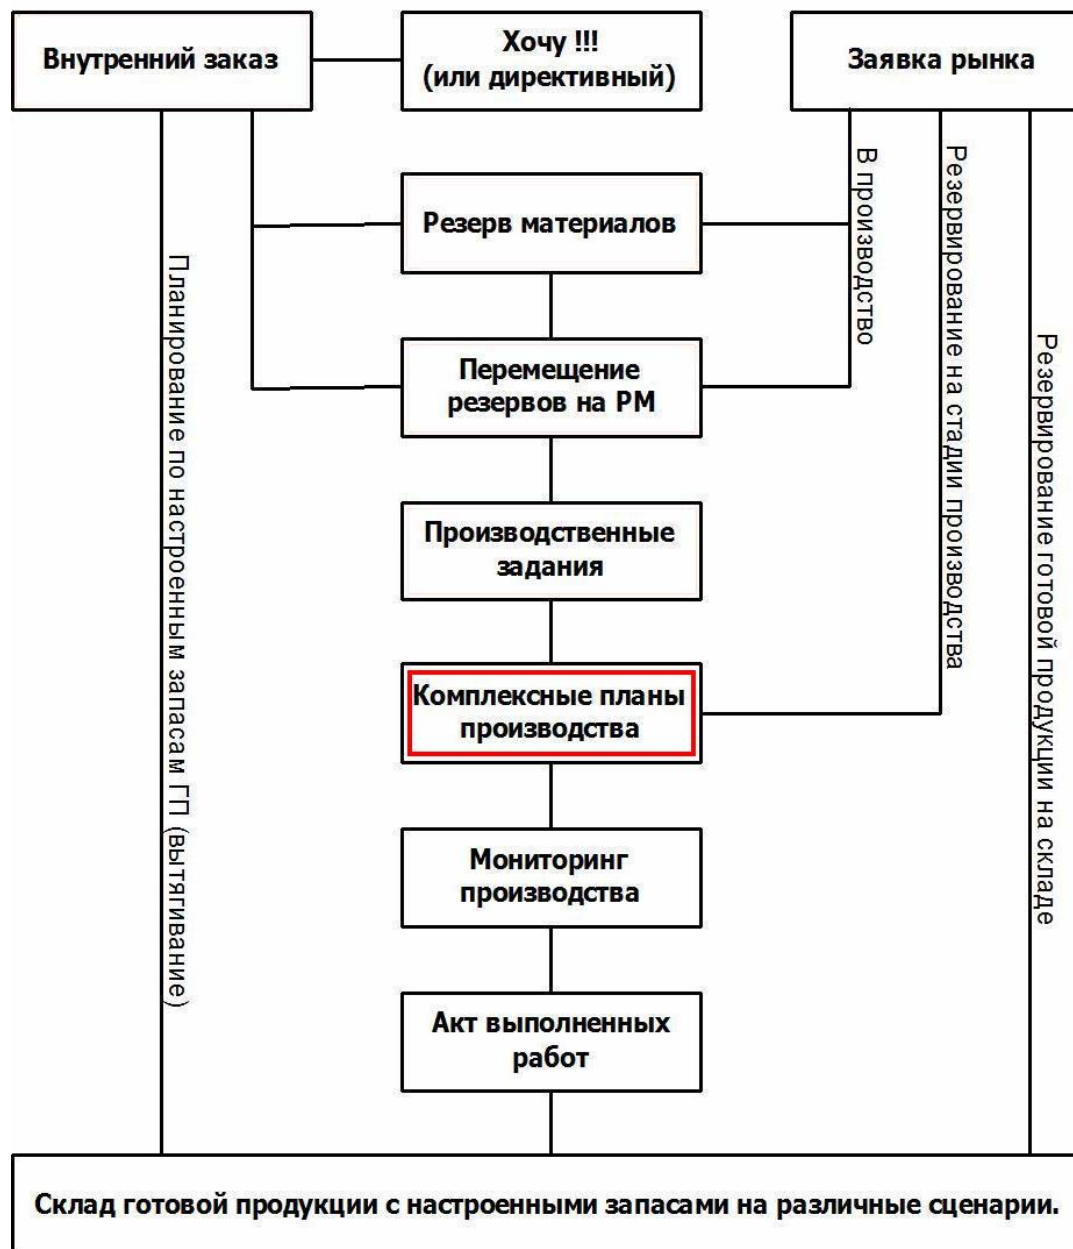 Внутренний заказ
Хочу !!!
(или директивный)
Заявка рынка
Резерв материалов
Перемещение
резервов на РМ
Производственные
задания
Комплексные планы
производства
Мониторинг
производства
Акт выполненных
работ
Планирование по настроенным запасам ГП (вытягивание)
В производство
Резервирование на стадии производства
Резервирование готовой продукции на складе
Склад готовой продукции с настроенными запасами на различные сценарии.